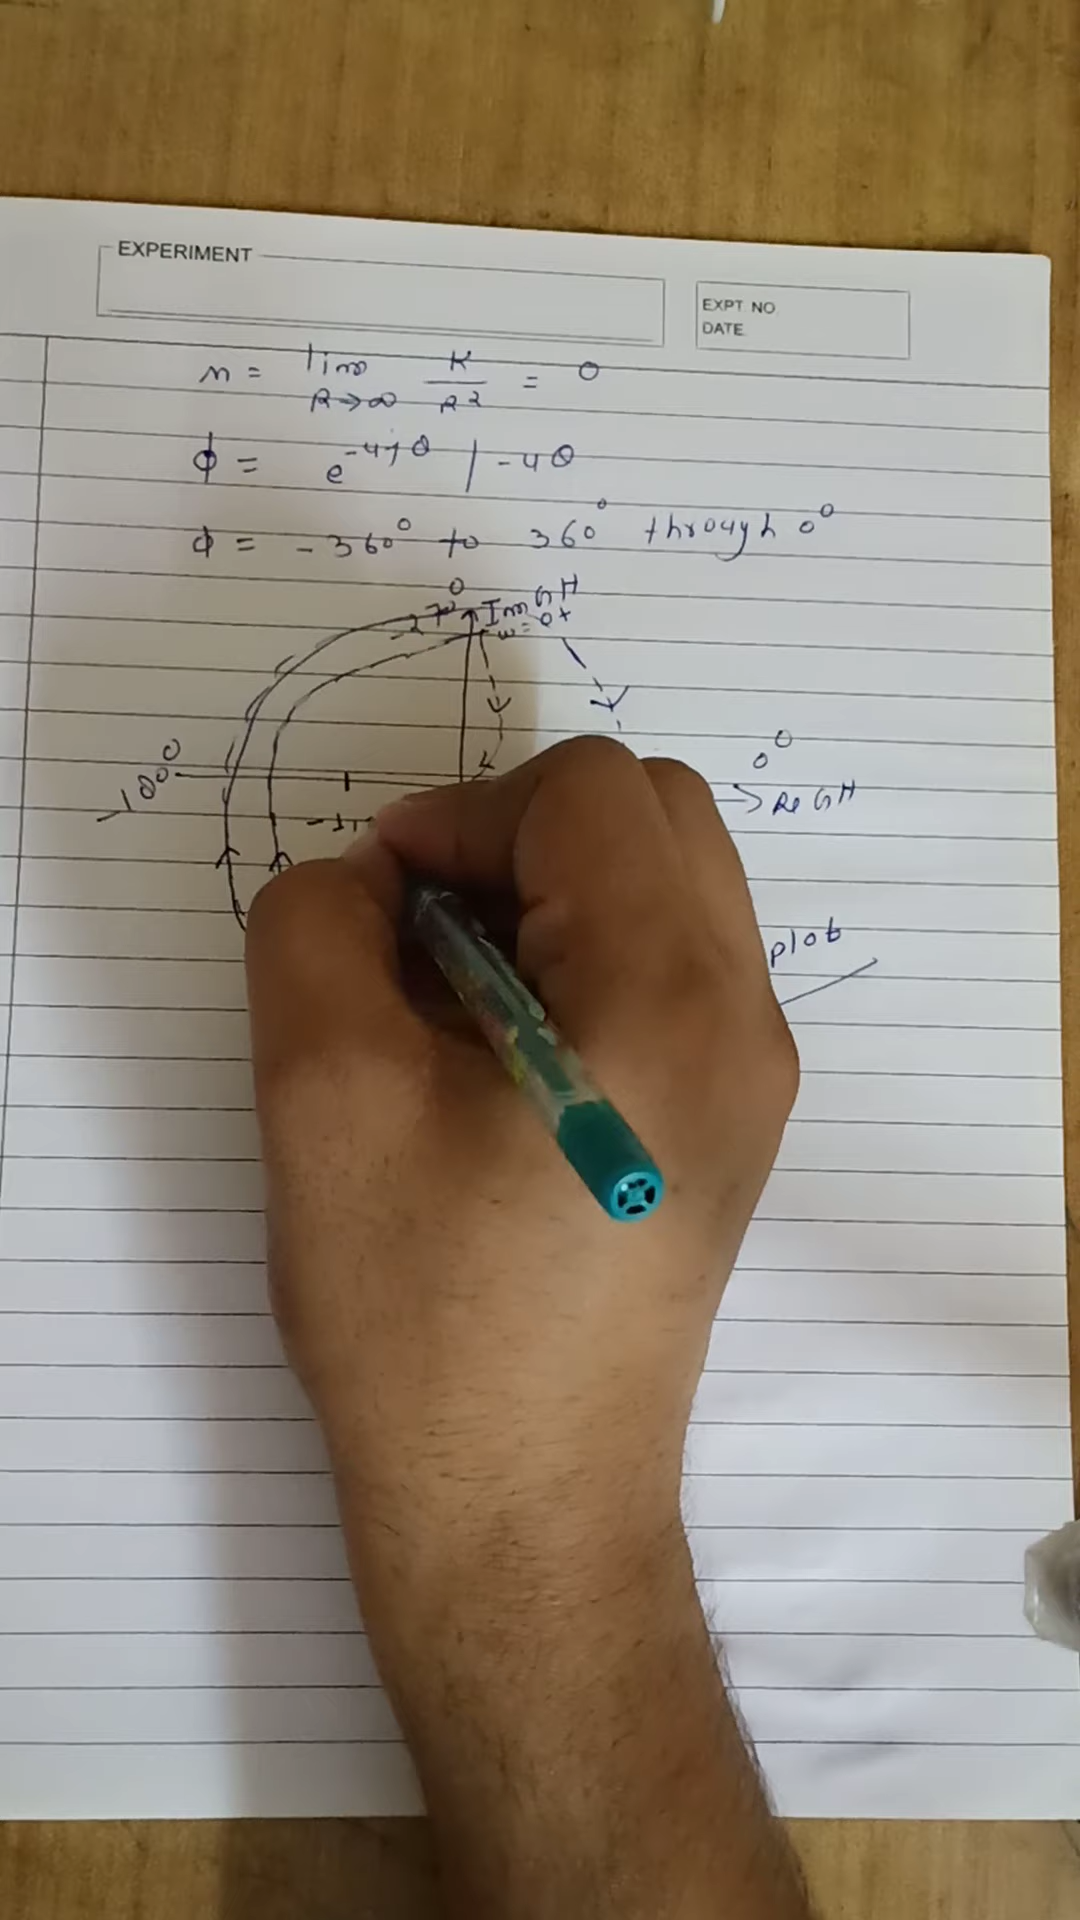 EXPERIMENT
EXPT. NO.
DATE
m = lim R→∞ K/R² = 0
ϕ = e^-4jθ | -4θ
ϕ = -360° to 360° through 0°
-270° Im GH
w=0+
-180°
0°
Re GH
plot